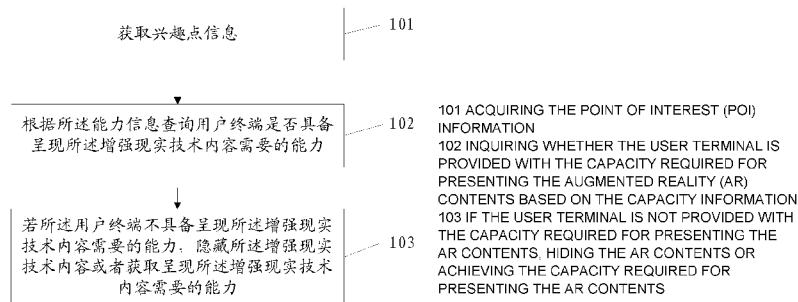 获取兴趣点信息
101
根据所述能力信息查询用户终端是否具备
呈现所述增强现实技术内容需要的能力
102
若所述用户终端不具备呈现所述增强现实
技术内容需要的能力，隐藏所述增强现实
技术内容或者获取呈现所述增强现实技术
内容需要的能力
103
101 ACQUIRING THE POINT OF INTEREST (POI)
INFORMATION
102 INQUIRING WHETHER THE USER TERMINAL IS
PROVIDED WITH THE CAPACITY REQUIRED FOR
PRESENTING THE AUGMENTED REALITY (AR)
CONTENTS BASED ON THE CAPACITY INFORMATION
103 IF THE USER TERMINAL IS NOT PROVIDED WITH
THE CAPACITY REQUIRED FOR PRESENTING THE
AR CONTENTS, HIDING THE AR CONTENTS OR
ACHIEVING THE CAPACITY REQUIRED FOR
PRESENTING THE AR CONTENTS